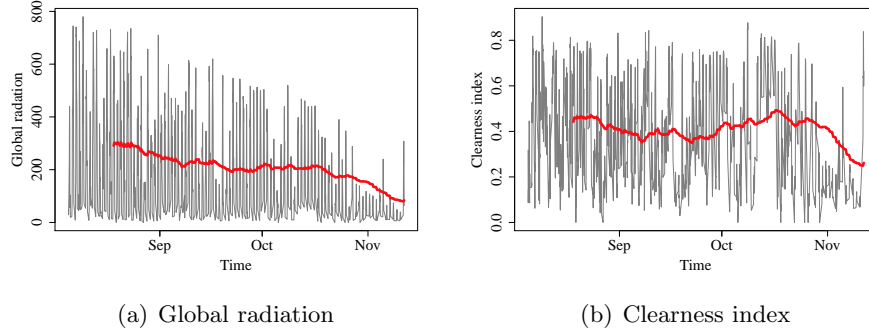 Global radation
800
600
400
200
0
Sep Oct Nov
Time
(a) Global radiation
Clearness index
0.8
0.6
0.4
0.2
0.0
Sep Oct Nov
Time
(b) Clearness index